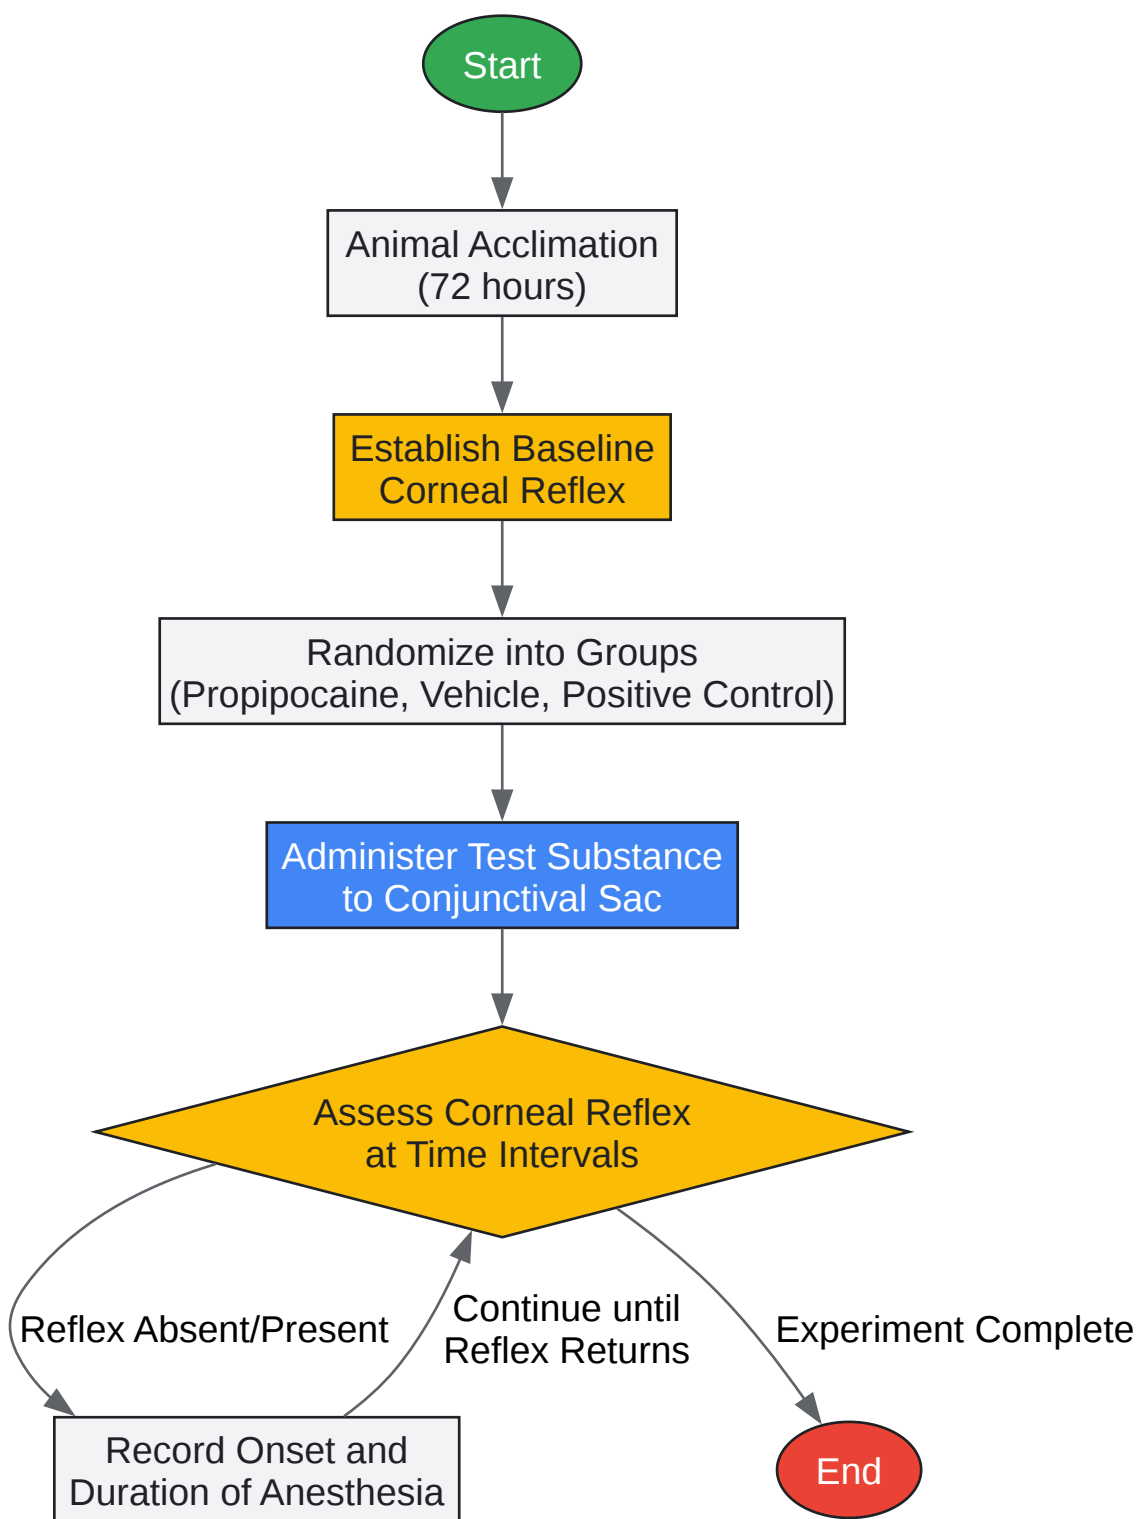 Start
Animal Acclimation
(72 hours)
Establish Baseline
Corneal Reflex
Randomize into Groups
(Propipocaine, Vehicle, Positive Control)
Administer Test Substance
to Conjunctival Sac
Assess Corneal Reflex
at Time Intervals
Reflex Absent/Present
Continue until
Reflex Returns
Experiment Complete
Record Onset and
Duration of Anesthesia
End